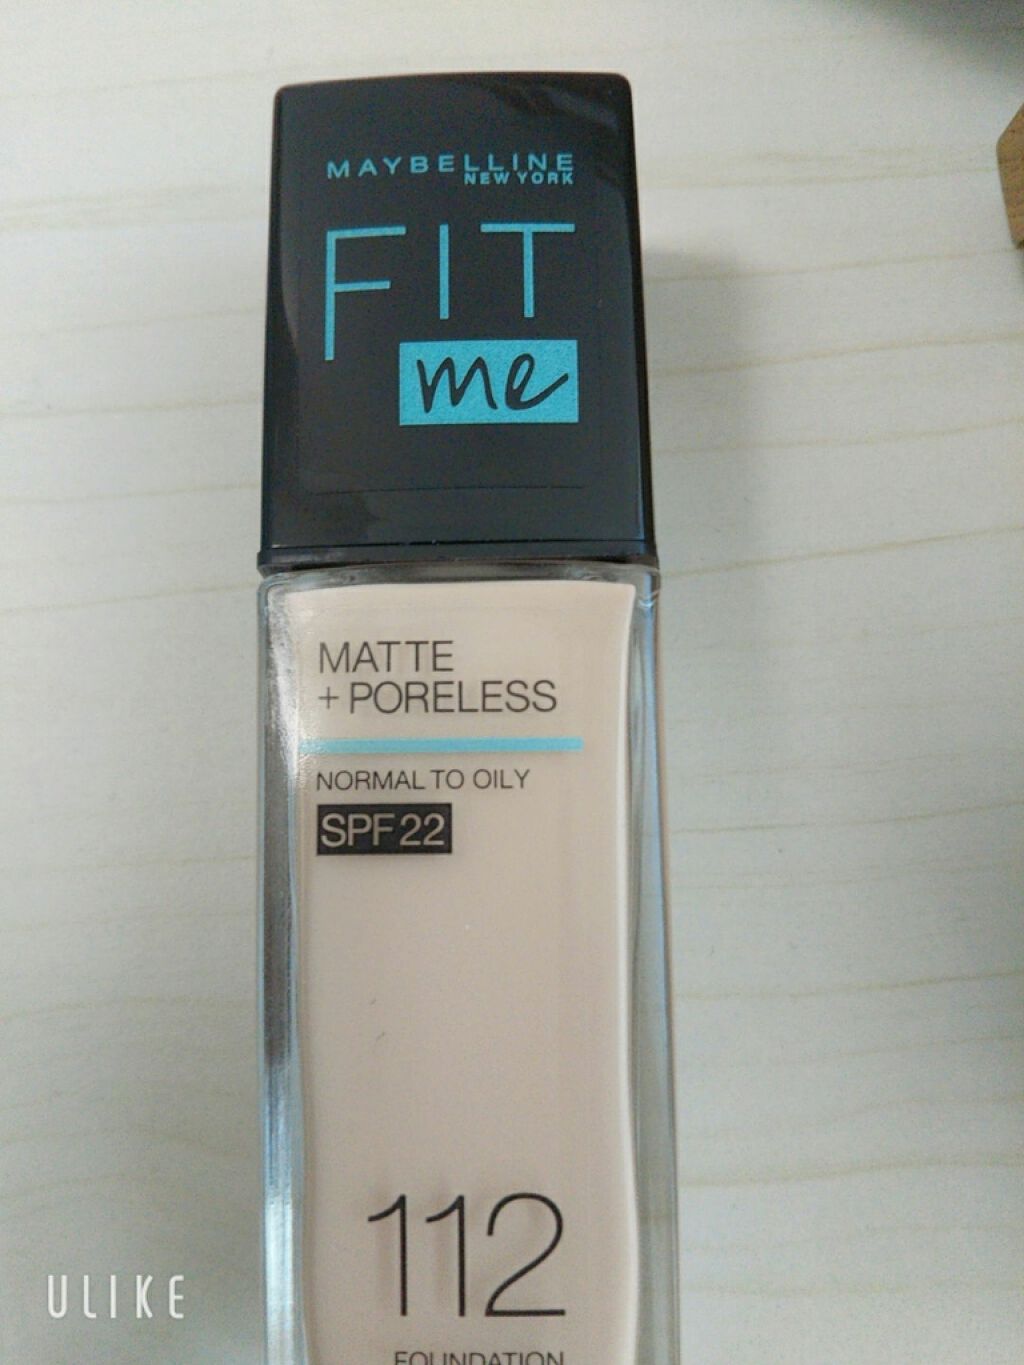 MAYBELLINE
NEW YORK
FIT
me
MATTE
+ PORELESS
NORMAL TO OILY
SPF 22
112
FOUNDATION
ULIKE